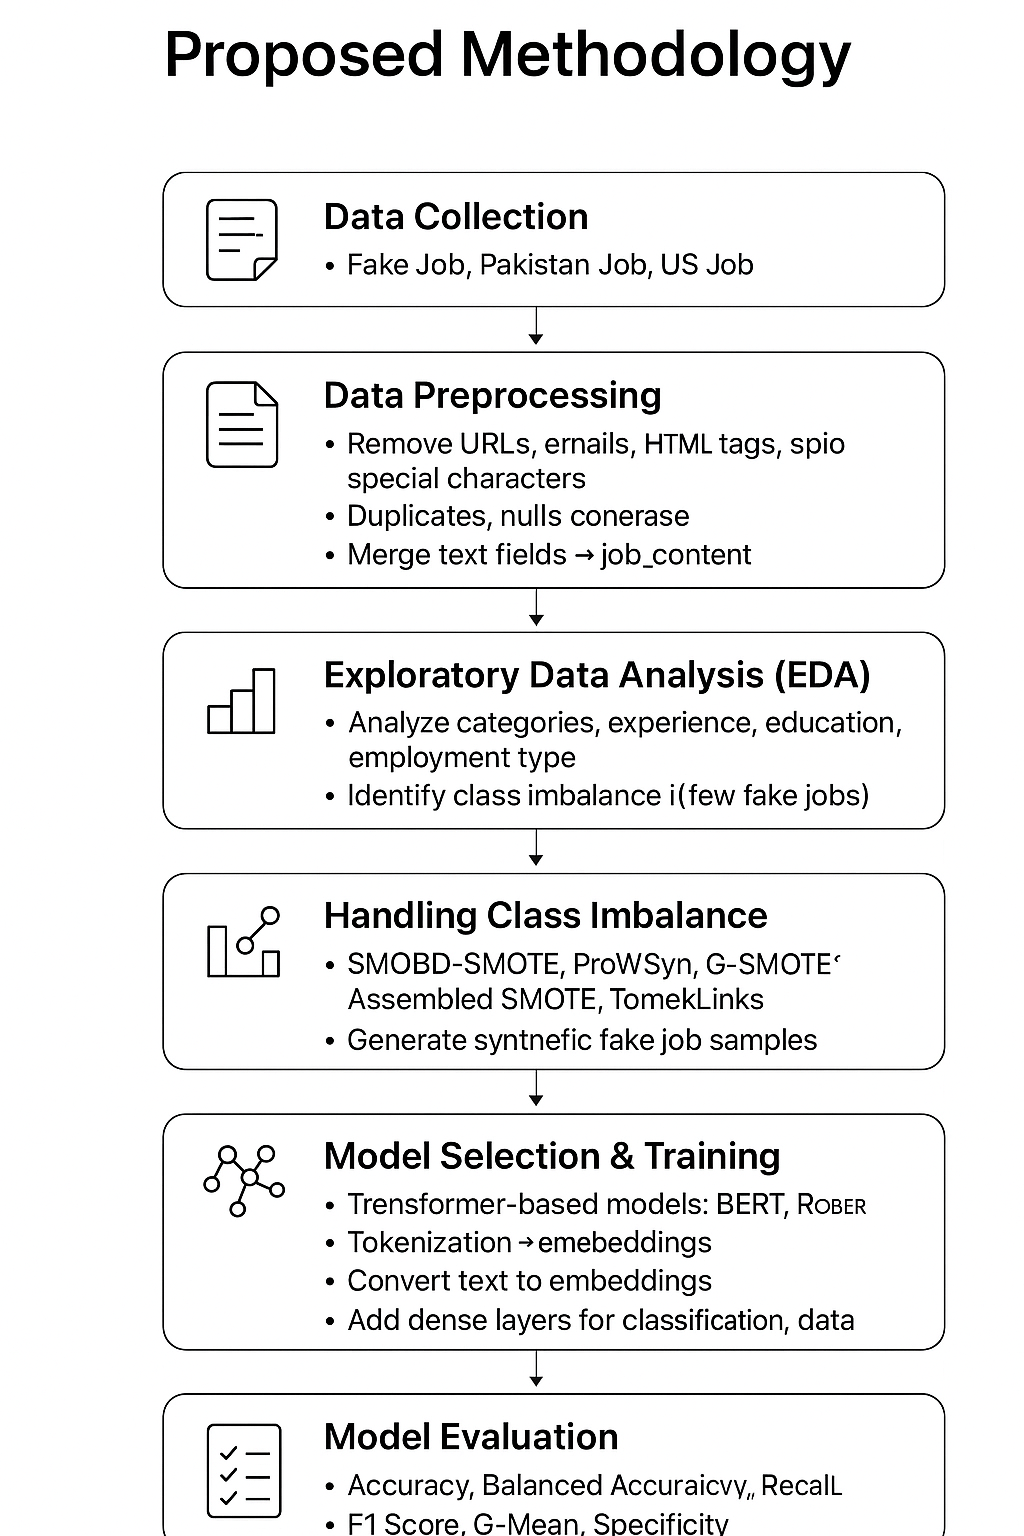 Proposed Methodology
Data Collection
• Fake Job, Pakistan Job, US Job
Data Preprocessing
• Remove URLs, ernails, HTML tags, spio
special characters
• Duplicates, nulls conerase
• Merge text fields → job_content
Exploratory Data Analysis (EDA)
• Analyze categories, experience, education,
employment type
• Identify class imbalance i(few fake jobs)
Handling Class Imbalance
• SMOBD-SMOTE, ProWSyn, G-SMOTE‘
Assembled SMOTE, TomekLinks
• Generate syntnefic fake job samples
Model Selection & Training
• Trensformer-based models: BERT, ROBER
• Tokenization → emebeddings
• Convert text to embeddings
• Add dense layers for classification, data
Model Evaluation
• Accuracy, Balanced Accuraicvy,, RecalL
• F1 Score, G-Mean, Specificity